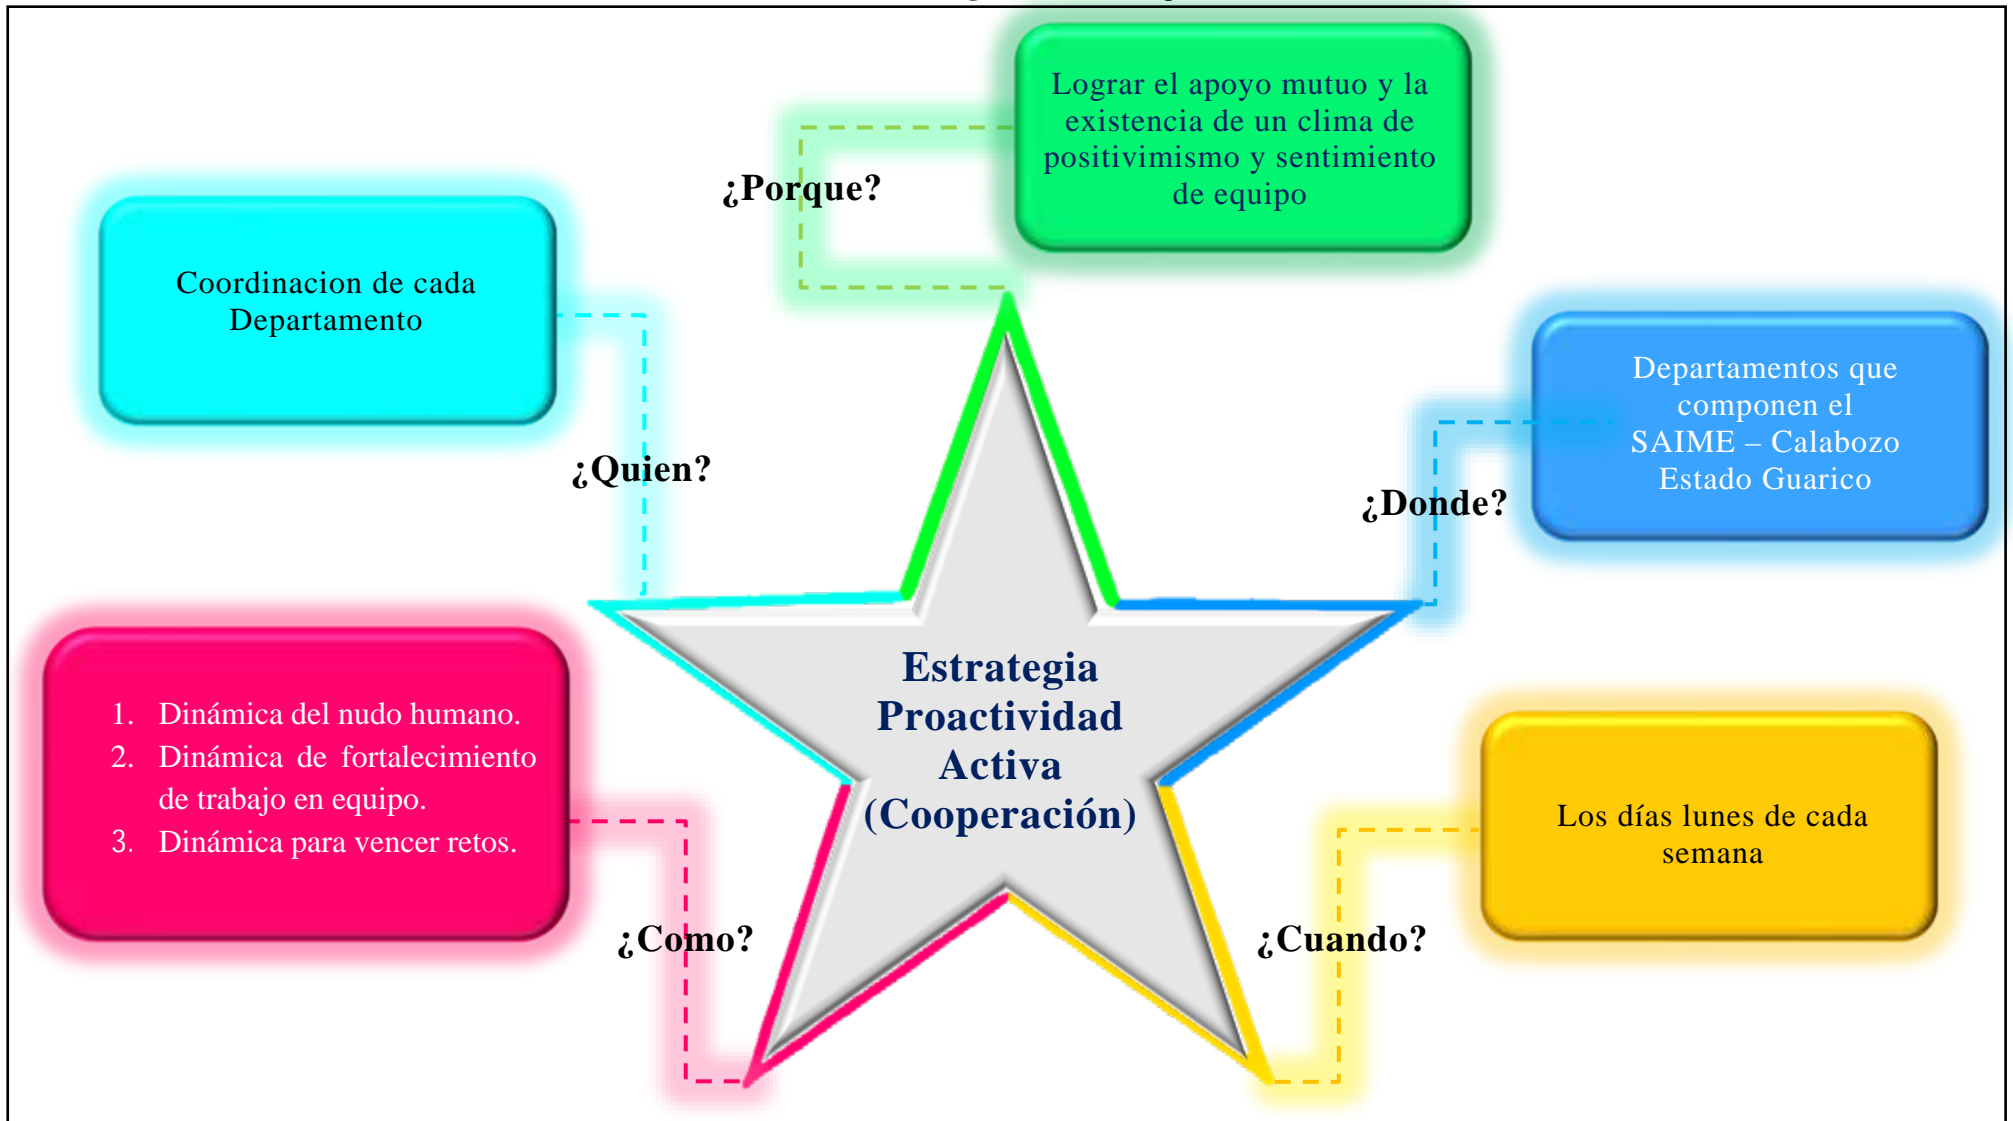 Lograr el apoyo mutuo y la
existencia de un clima de
positivimismo y sentimiento
de equipo
¿Porque?
Coordinacion de cada
Departamento
¿Quien?
Departamentos que
componen el
SAIME – Calabozo
Estado Guarico
¿Donde?
Estrategia
Proactividad
Activa
(Cooperación)
1. Dinámica del nudo humano.
2. Dinámica de fortalecimiento
de trabajo en equipo.
3. Dinámica para vencer retos.
¿Como?
Los días lunes de cada
semana
¿Cuando?